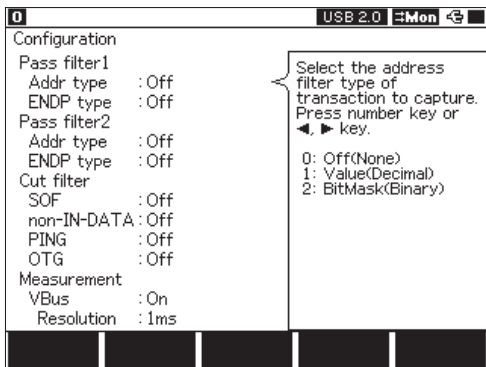 0
USB 2.0 ⇄Mon
Configuration
Pass filter1
Addr type :Off
ENDP type :Off
Pass filter2
Addr type :Off
ENDP type :Off
Cut filter
SOF :Off
non-IN-DATA:Off
PING :Off
OTG :Off
Measurement
VBus :On
Resolution :1ms
Select the address
filter type of
transaction to capture.
Press number key or
◀, ▶ key.
0: Off(None)
1: Value(Decimal)
2: BitMask(Binary)